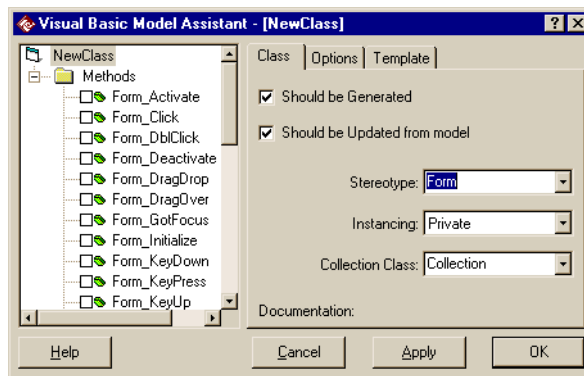 Visual Basic Model Assistant - [NewClass]
NewClass
Methods
Form_Activate
Form_Click
Form_DblClick
Form_Deactivate
Form_DragDrop
Form_DragOver
Form_GotFocus
Form_Initialize
Form_KeyDown
Form_KeyPress
Form_KeyUp
Class Options Template
Should be Generated
Should be Updated from model
Stereotype: Form
Instancing: Private
Collection Class: Collection
Documentation:
Help Cancel Apply OK